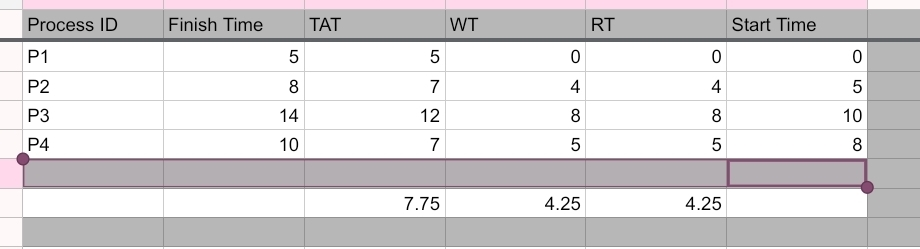 Process ID Finish Time TAT WT RT Start Time
P1 5 5 0 0 0
P2 8 7 4 4 5
P3 14 12 8 8 10
P4 10 7 5 5 8
7.75 4.25 4.25